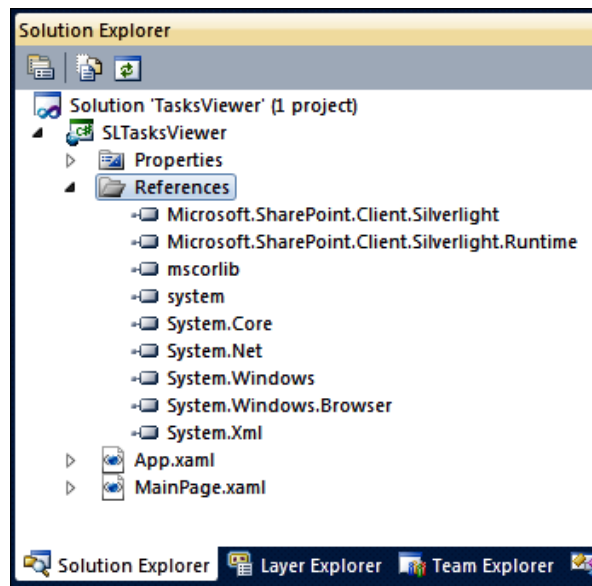 Solution Explorer
Solution 'TasksViewer' (1 project)
SLTasksViewer
Properties
References
Microsoft.SharePoint.Client.Silverlight
Microsoft.SharePoint.Client.Silverlight.Runtime
mscorlib
system
System.Core
System.Net
System.Windows
System.Windows.Browser
System.Xml
App.xaml
MainPage.xaml
Solution Explorer Layer Explorer Team Explorer